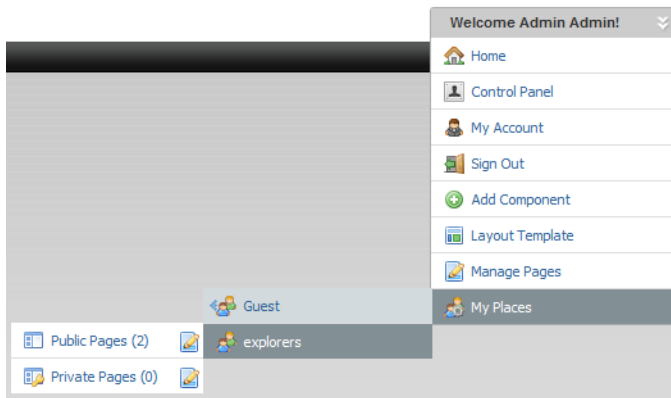 Welcome Admin Admin!
Home
Control Panel
My Account
Sign Out
Add Component
Layout Template
Manage Pages
My Places
Guest
explorers
Public Pages (2)
Private Pages (0)